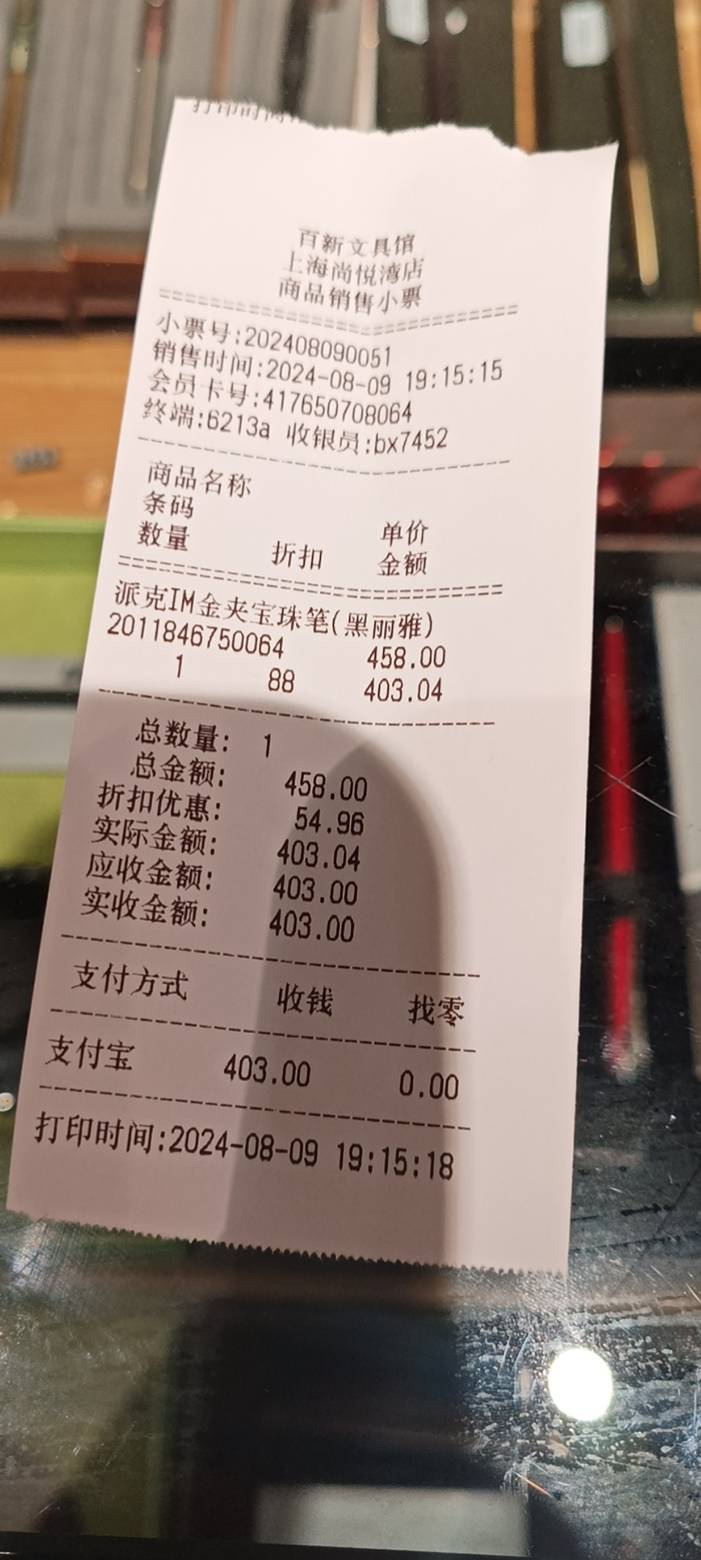 打印时间
百新文具馆
上海尚悦湾店
商品销售小票
小票号:202408090051
销售时间:2024-08-09 19:15:15
会员卡号:417650708064
终端:6213a 收银员:bx7452
商品名称
条码 单价
数量 折扣 金额
派克IM金夹宝珠笔(黑丽雅)
2011846750064 458.00
1 88 403.04
总数量: 1
总金额: 458.00
折扣优惠: 54.96
实际金额: 403.04
应收金额: 403.00
实收金额: 403.00
支付方式 收钱 找零
支付宝 403.00 0.00
打印时间:2024-08-09 19:15:18